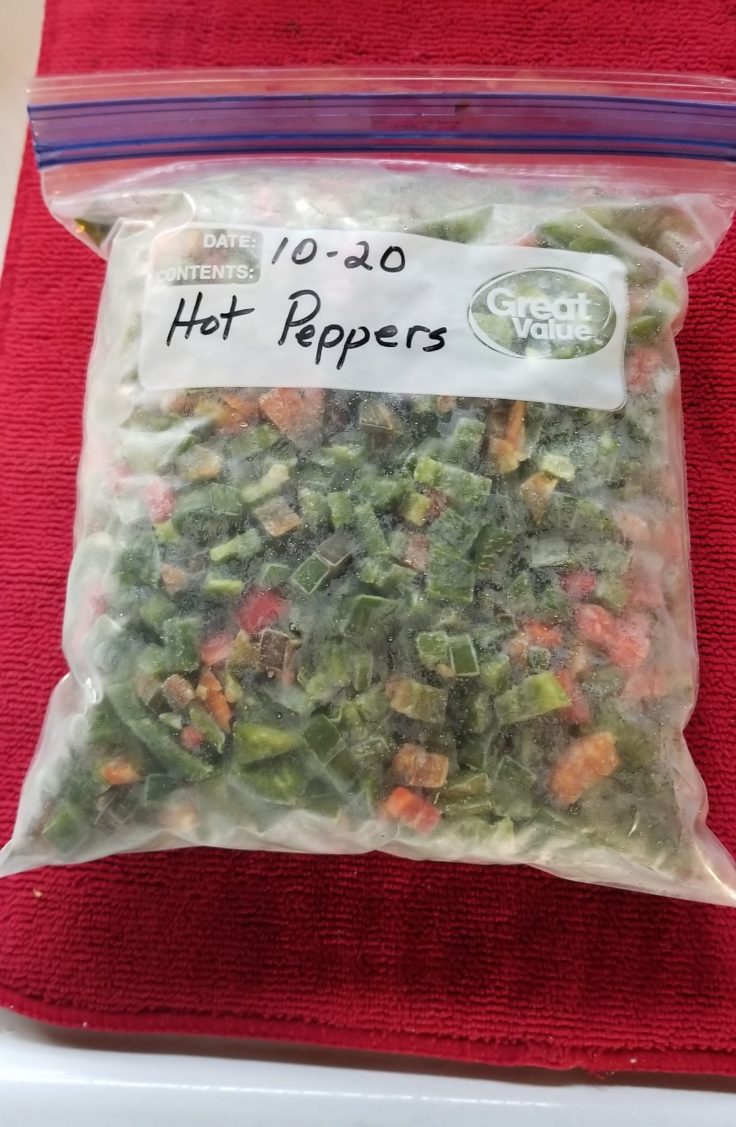 DATE: 10-20
CONTENTS:
Hot Peppers
Great Value